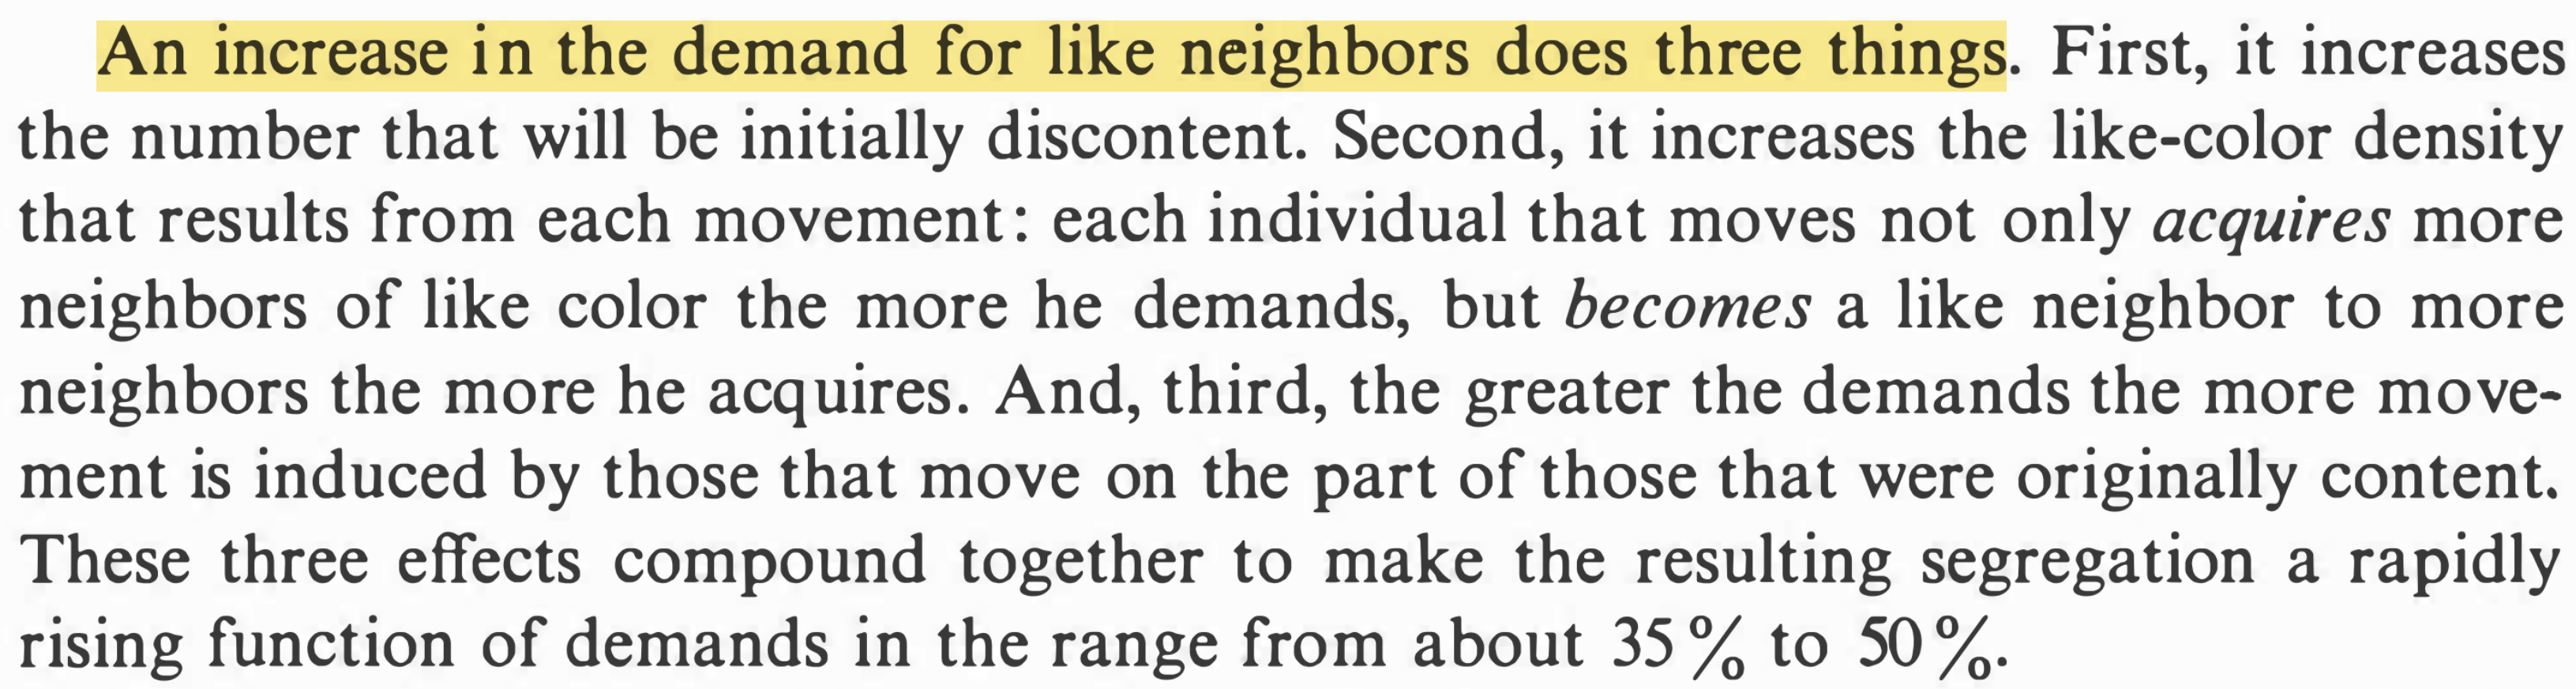 An increase in the demand for like neighbors does three things. First, it increases
the number that will be initially discontent. Second, it increases the like-color density
that results from each movement: each individual that moves not only acquires more
neighbors of like color the more he demands, but becomes a like neighbor to more
neighbors the more he acquires. And, third, the greater the demands the more move-
ment is induced by those that move on the part of those that were originally content.
These three effects compound together to make the resulting segregation a rapidly
rising function of demands in the range from about 35% to 50%.